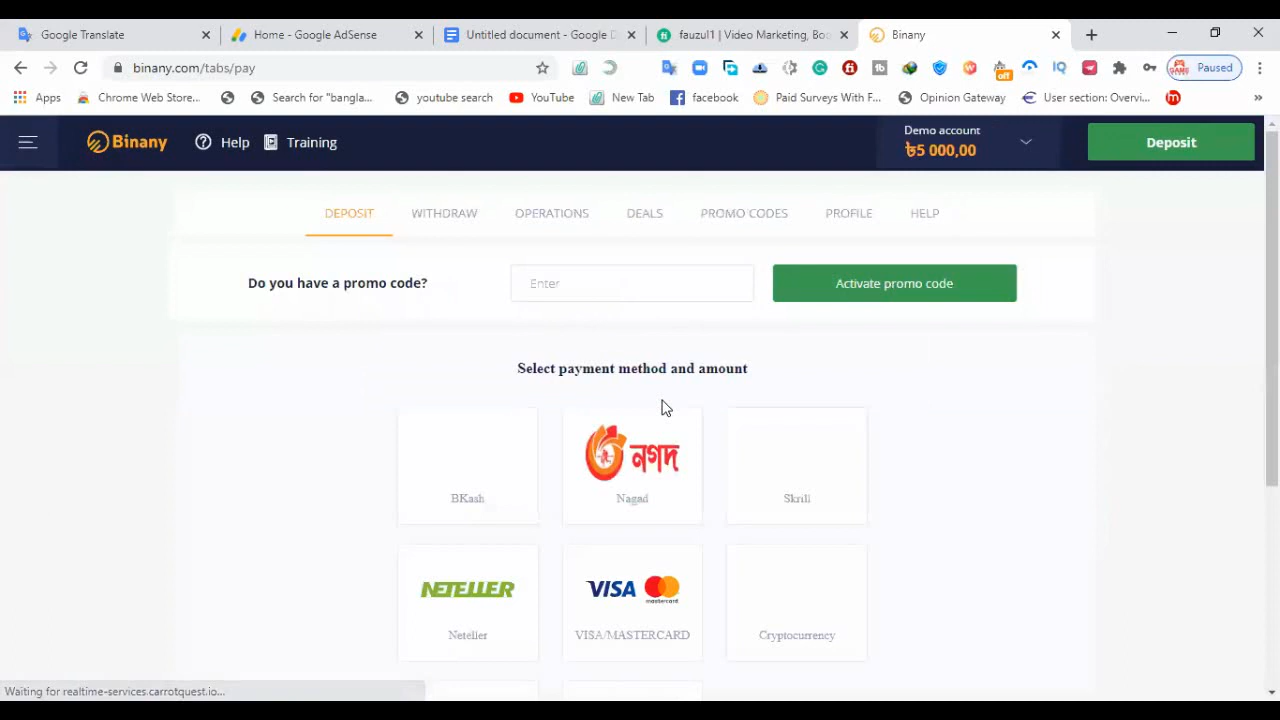 Google Translate
Home - Google AdSense
Untitled document - Google D
fauzul1 | Video Marketing, Boo
Binany
binany.com/tabs/pay
off
IQ
Paused
Apps
Chrome Web Store...
Search for "bangla...
youtube search
YouTube
New Tab
facebook
Paid Surveys With F...
Opinion Gateway
User section: Overvi...
Binany
Help
Training
Demo account
৳5 000,00
Deposit
DEPOSIT
WITHDRAW
OPERATIONS
DEALS
PROMO CODES
PROFILE
HELP
Do you have a promo code?
Enter
Activate promo code
Select payment method and amount
নগদ
BKash
Nagad
Skrill
NETELLER
VISA
mastercard
Neteller
VISA/MASTERCARD
Cryptocurrency
Waiting for realtime-services.carrotquest.io...